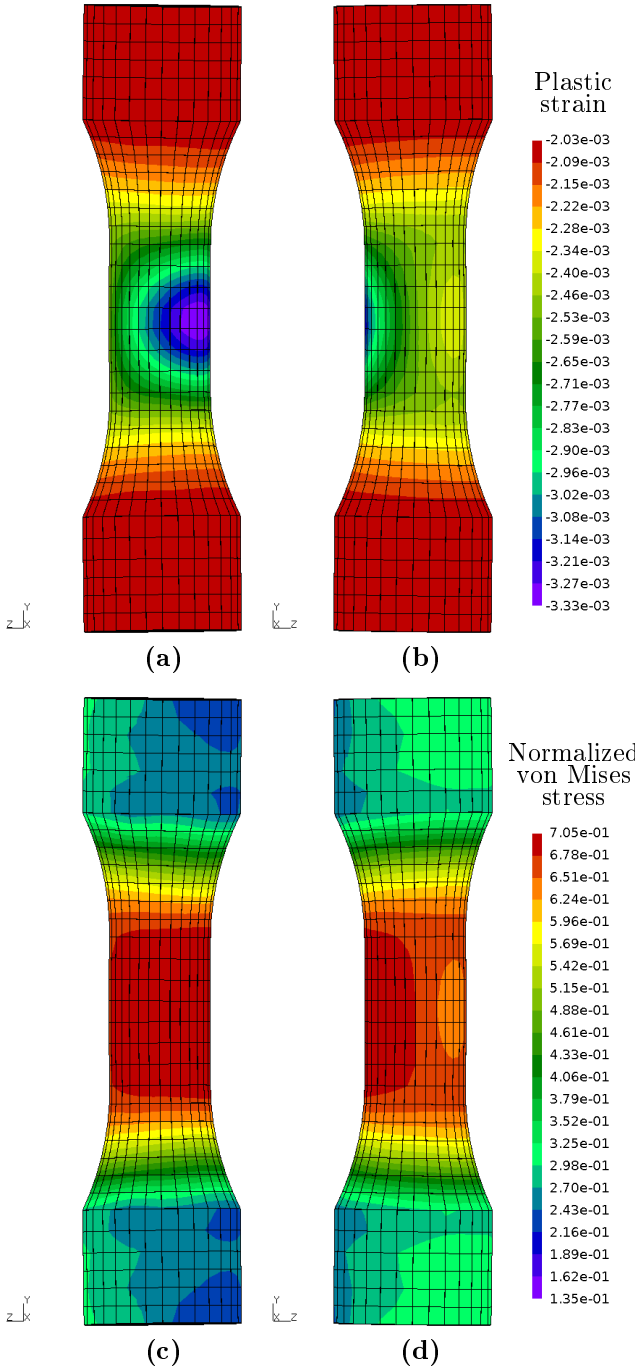 Plastic
strain
-2.03e-03
-2.09e-03
-2.15e-03
-2.22e-03
-2.28e-03
-2.34e-03
-2.40e-03
-2.46e-03
-2.53e-03
-2.59e-03
-2.65e-03
-2.71e-03
-2.77e-03
-2.83e-03
-2.90e-03
-2.96e-03
-3.02e-03
-3.08e-03
-3.14e-03
-3.21e-03
-3.27e-03
-3.33e-03
Y
Z X
Y
X Z
(a)
(b)
Normalized
von Mises
stress
7.05e-01
6.78e-01
6.51e-01
6.24e-01
5.96e-01
5.69e-01
5.42e-01
5.15e-01
4.88e-01
4.61e-01
4.33e-01
4.06e-01
3.79e-01
3.52e-01
3.25e-01
2.98e-01
2.70e-01
2.43e-01
2.16e-01
1.89e-01
1.62e-01
1.35e-01
Y
Z X
Y
X Z
(c)
(d)